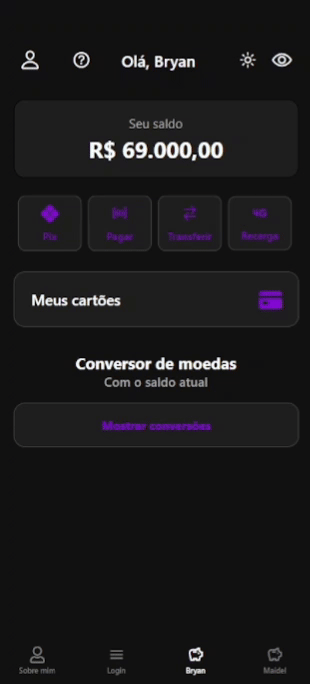 Olá, Bryan
Seu saldo
R$ 69.000,00
Pix
Pagar
Transferir
4G
Recarga
Meus cartões
Conversor de moedas
Com o saldo atual
Mostrar conversões
Sobre mim
Login
Bryan
Maidel